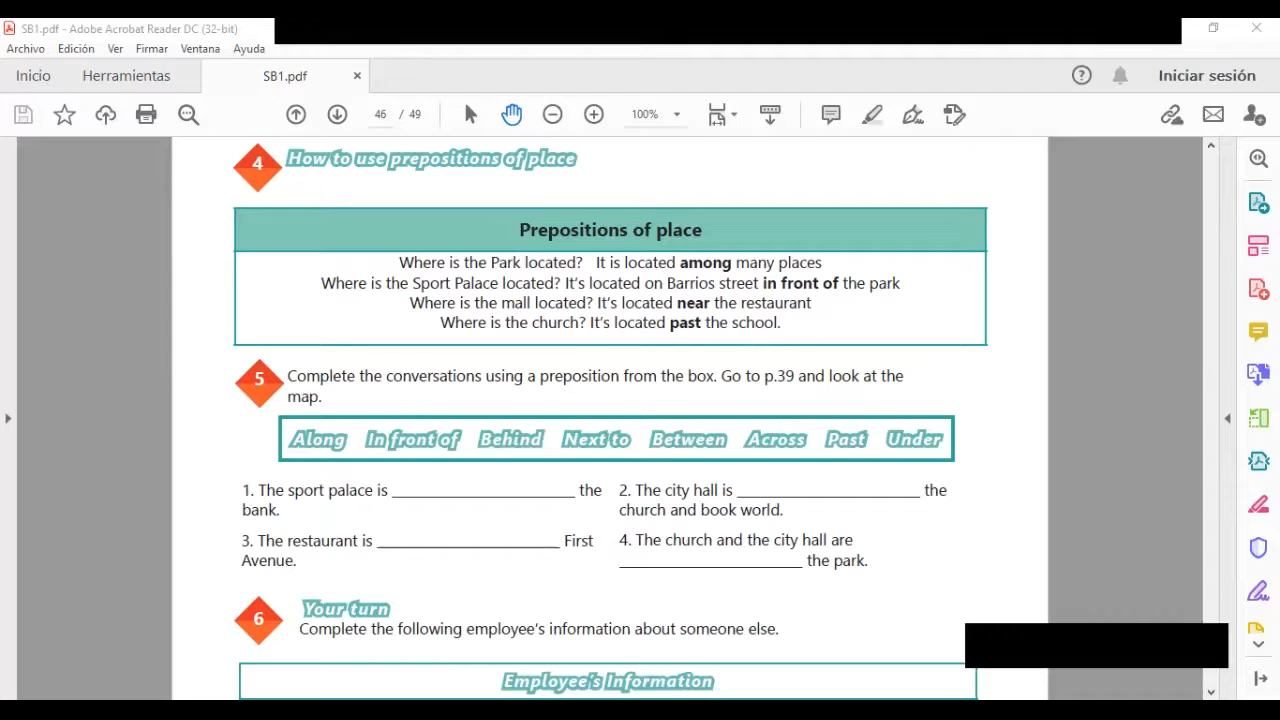 SB1.pdf - Adobe Acrobat Reader DC (32-bit)
Archivo Edición Ver Firmar Ventana Ayuda
Inicio Herramientas SB1.pdf × Iniciar sesión
46 / 49 100%
4 How to use prepositions of place
Prepositions of place
Where is the Park located? It is located among many places
Where is the Sport Palace located? It's located on Barrios street in front of the park
Where is the mall located? It's located near the restaurant
Where is the church? It's located past the school.
5 Complete the conversations using a preposition from the box. Go to p.39 and look at the
map.
Along In front of Behind Next to Between Across Past Under
1. The sport palace is ______________________ the
bank.
2. The city hall is ______________________ the
church and book world.
3. The restaurant is ______________________ First
Avenue.
4. The church and the city hall are
______________________ the park.
6 Your turn
Complete the following employee's information about someone else.
Employee's Information